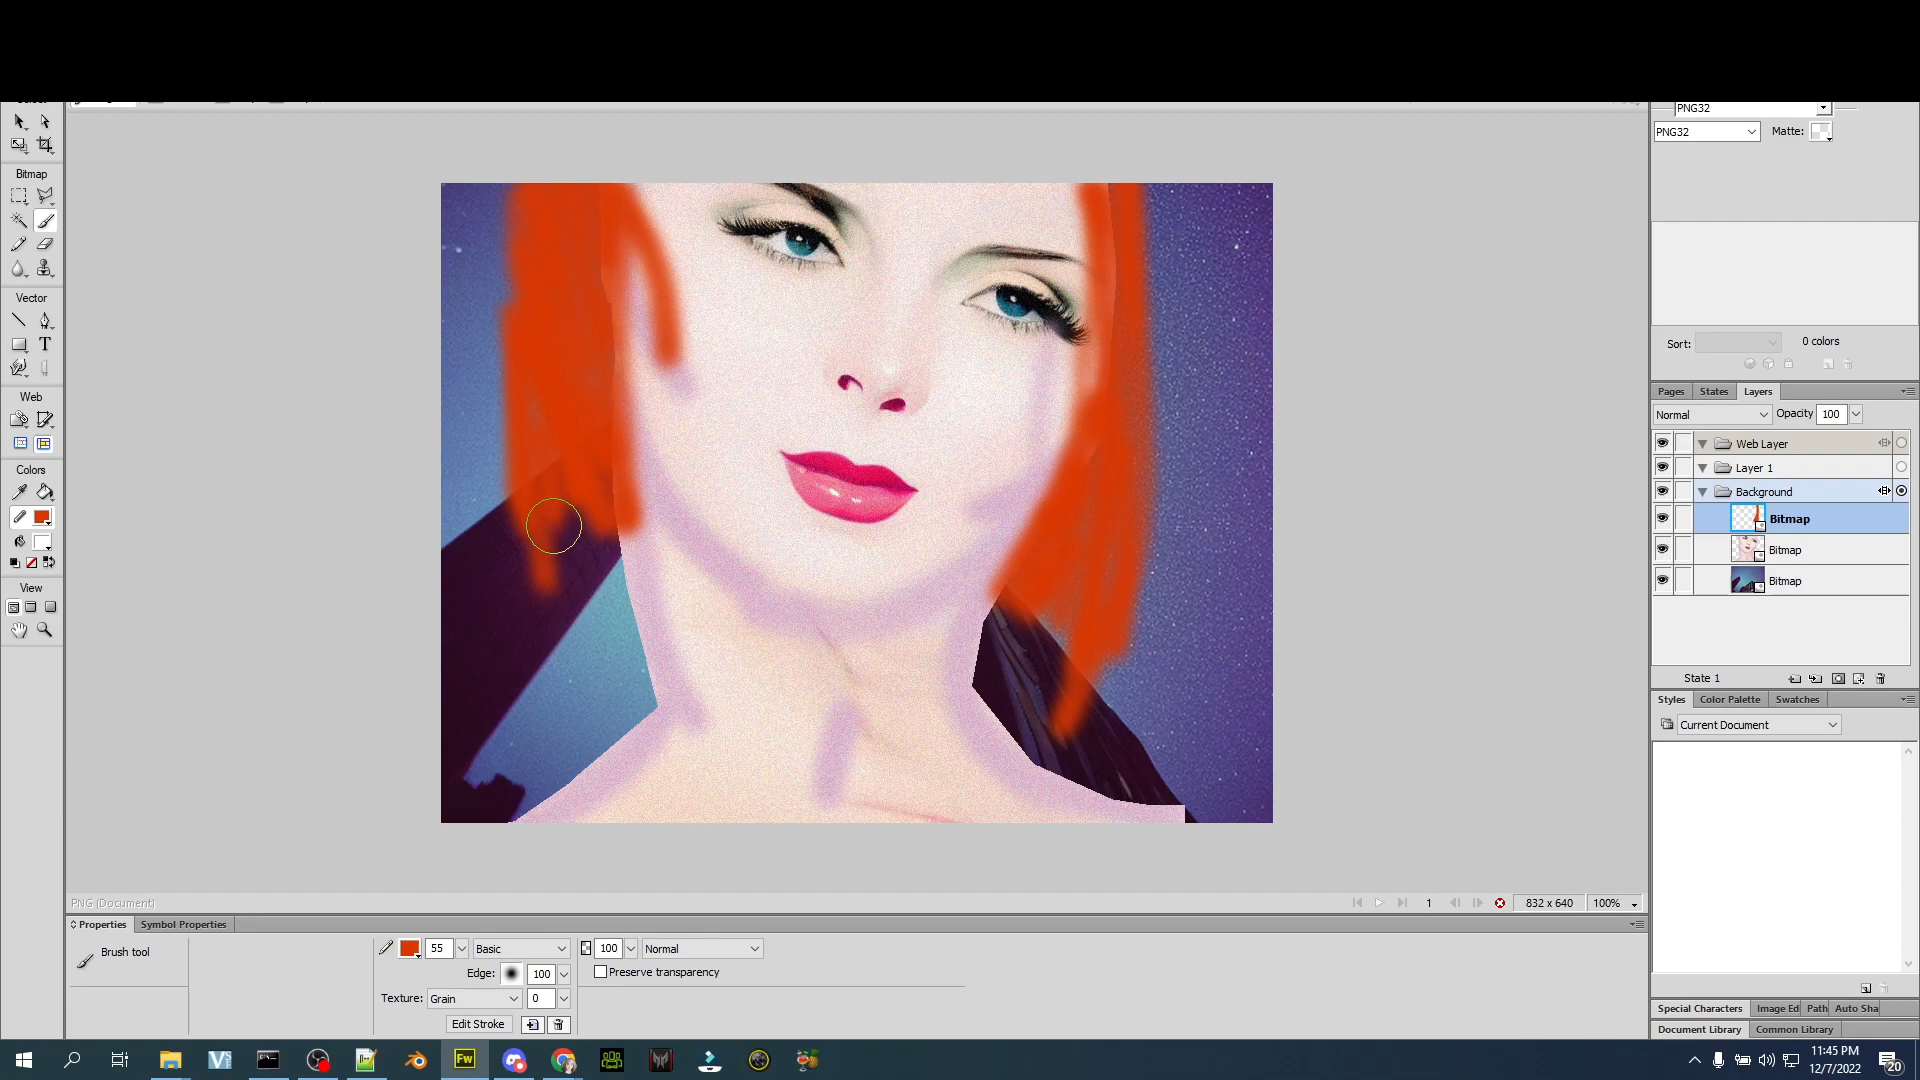 PNG32
PNG32
Matte:
Bitmap
Vector
T
Web
Colors
View
Sort:
0 colors
Pages
States
Layers
Normal
Opacity
100
Web Layer
Layer 1
Background
Bitmap
Bitmap
Bitmap
State 1
Styles
Color Palette
Swatches
Current Document
PNG (Document)
1
832 x 640
100%
Properties
Symbol Properties
Brush tool
55
Basic
100
Normal
Edge:
100
Preserve transparency
Texture:
Grain
0
Edit Stroke
Special Characters
Image Ed
Path
Auto Sha
Document Library
Common Library
Fw
11:45 PM
12/7/2022
20